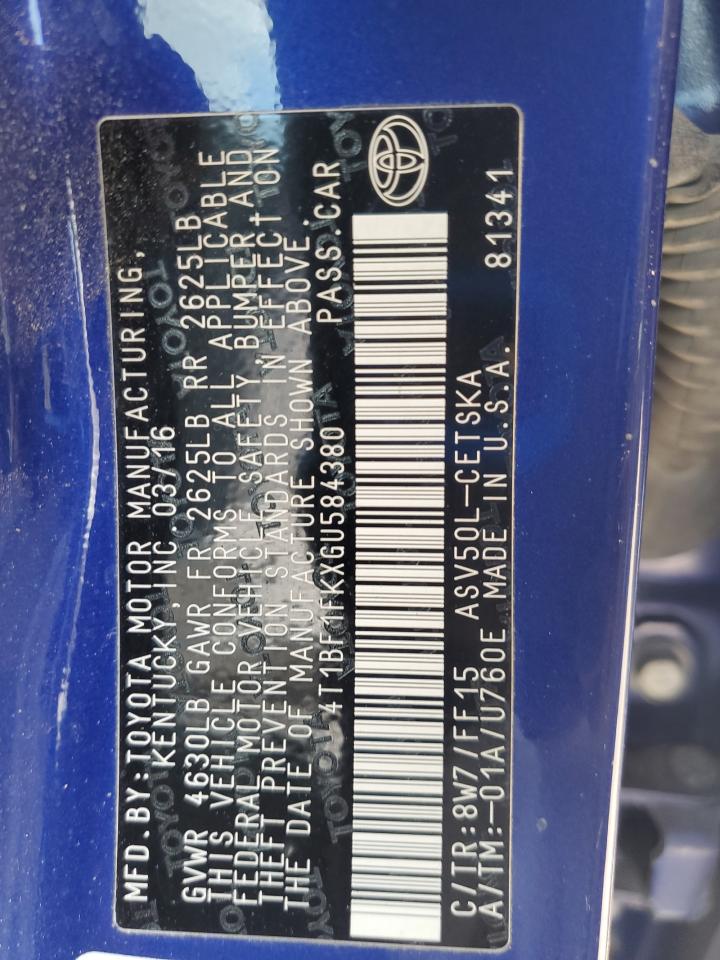 MFD.BY:TOYOTA MOTOR MANUFACTURING,
KENTUCKY,INC 03/16
GVWR 4630LB GAWR FR 2625LB RR 2625LB
THIS VEHICLE CONFORMS TO ALL APPLICABLE
FEDERAL MOTOR VEHICLE SAFETY,BUMPER AND
THEFT PREVENTION STANDARDS IN EFFECT ON
THE DATE OF MANUFACTURE SHOWN ABOVE.
4T1BF1FKXGU584380 PASS.CAR
C/TR:8W7/FF15 ASV50L-CETSKA
A/TM:-01A/U760E MADE IN U.S.A. 81341